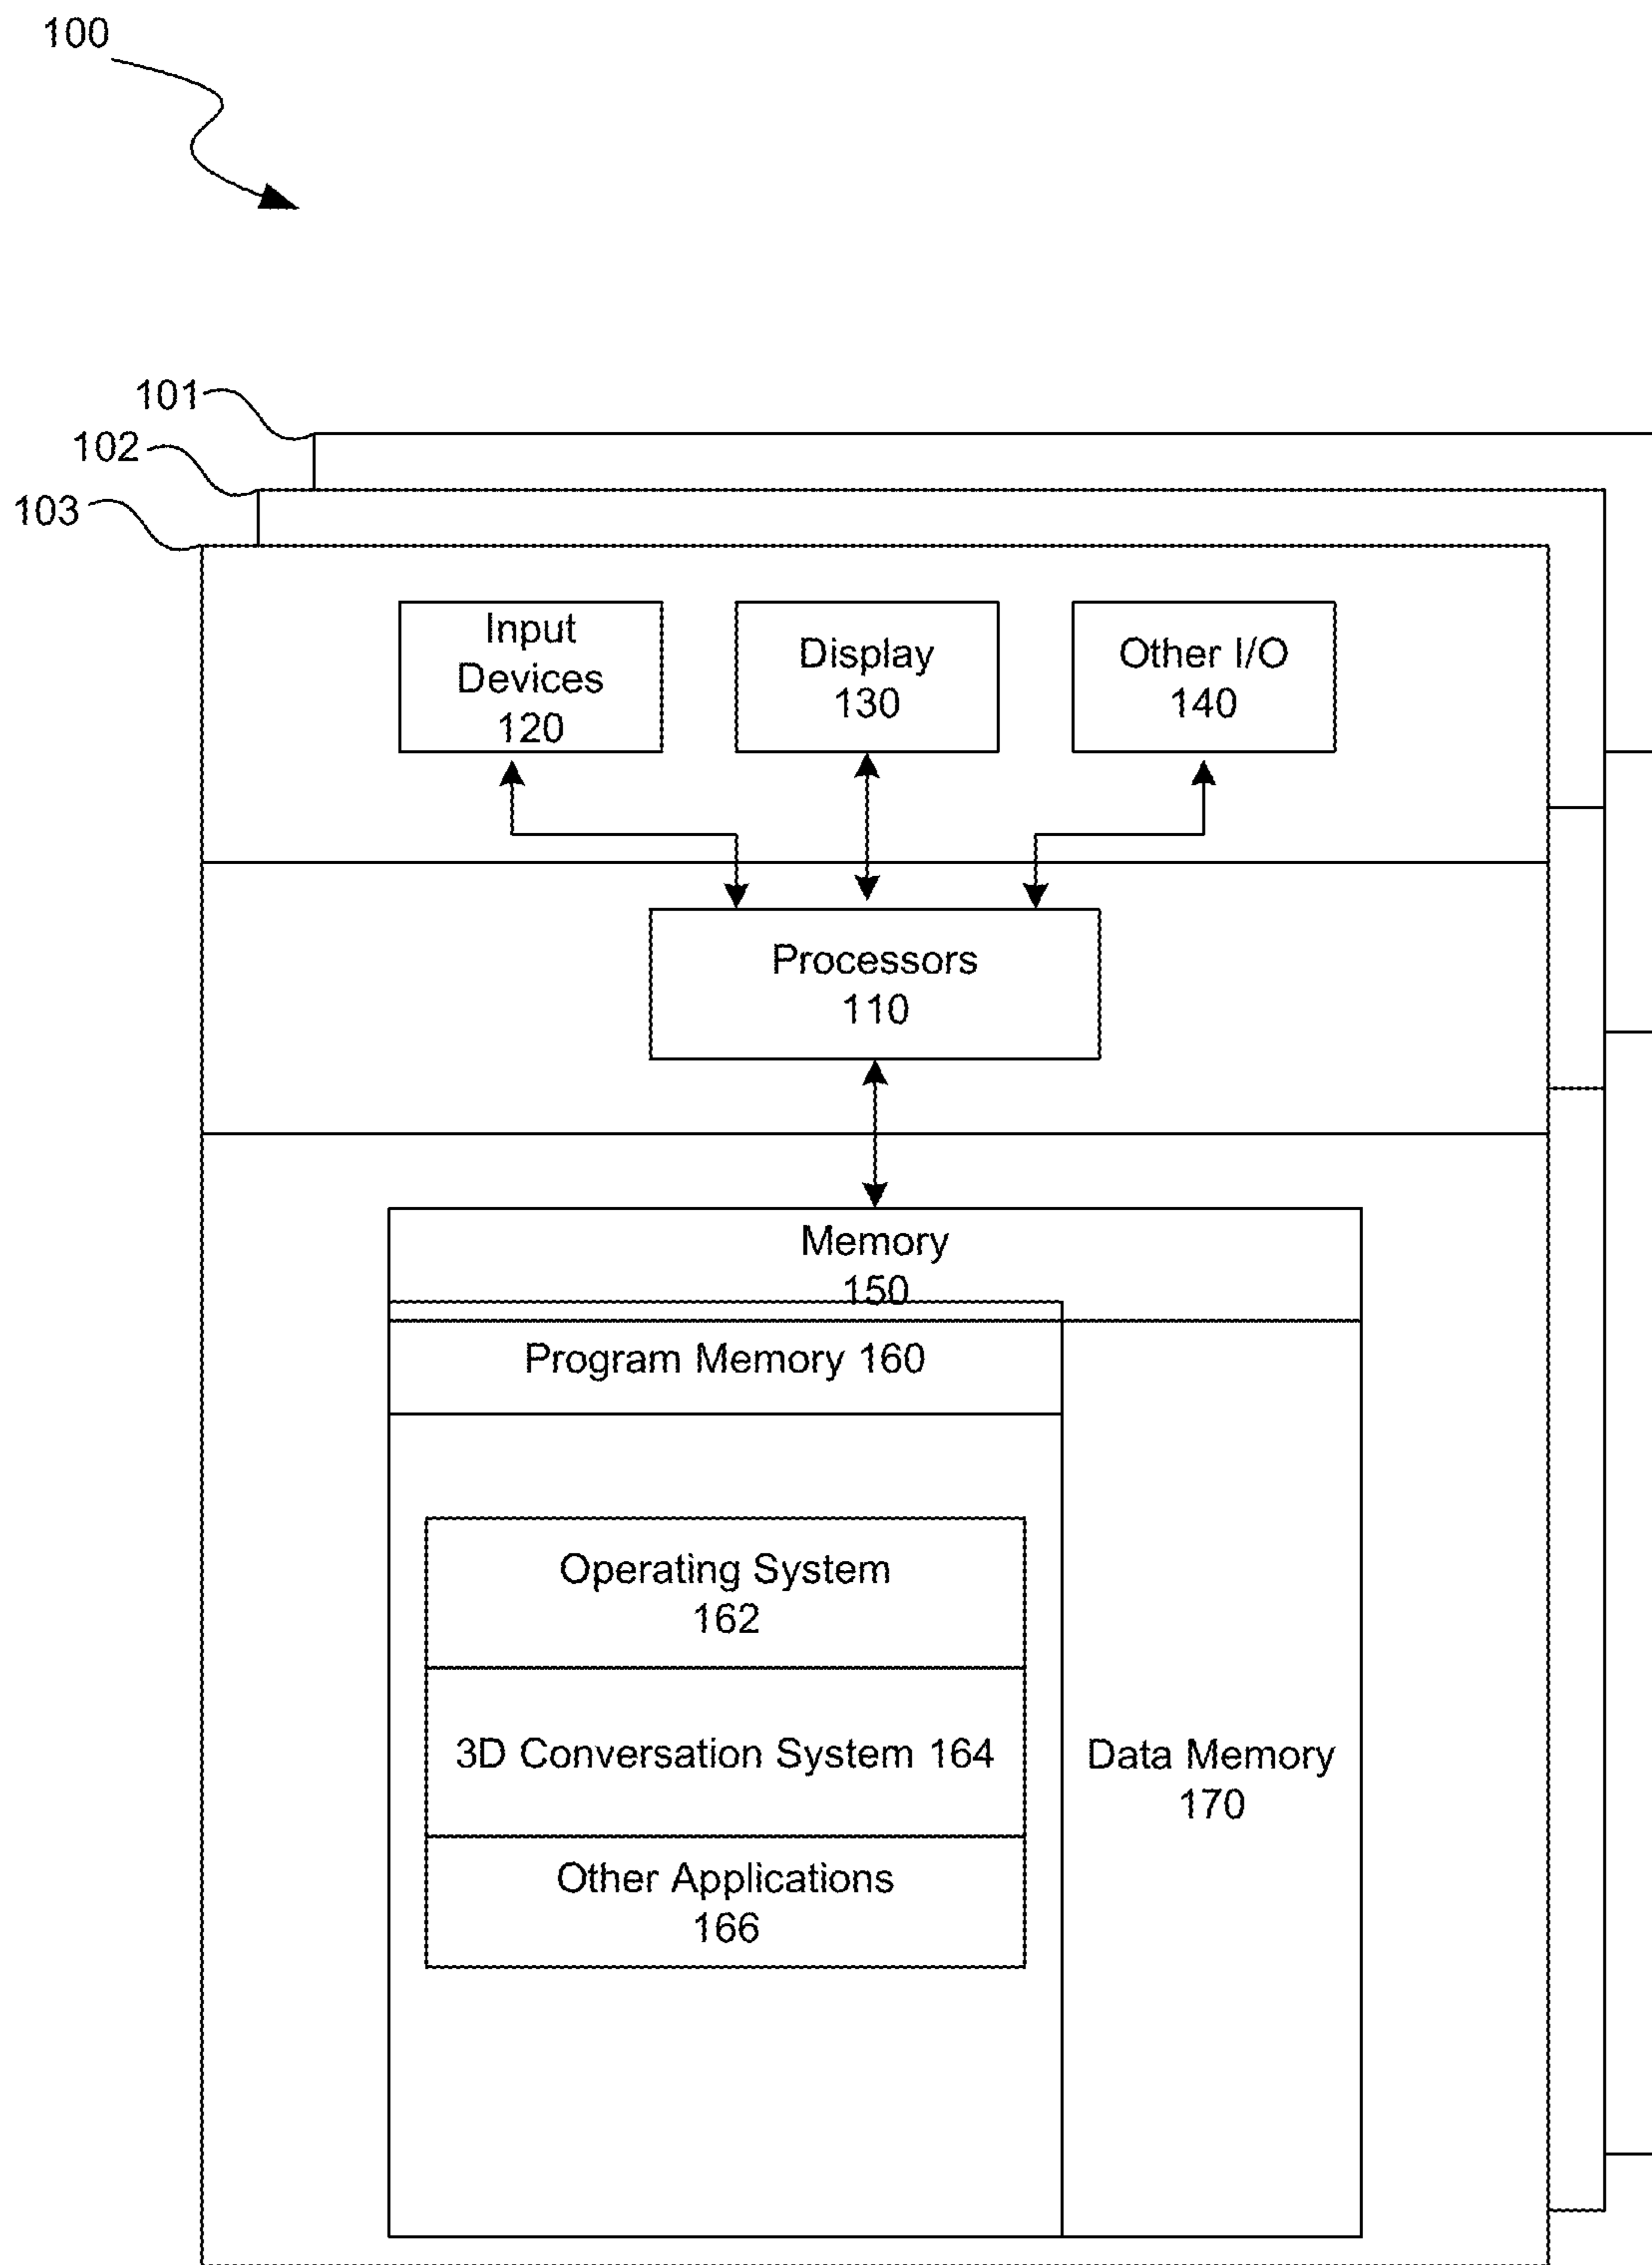 100
101
102
103
Input
Devices
120
Display
130
Other I/O
140
Processors
110
Memory
150
Program Memory 160
Operating System
162
3D Conversation System 164
Other Applications
166
Data Memory
170